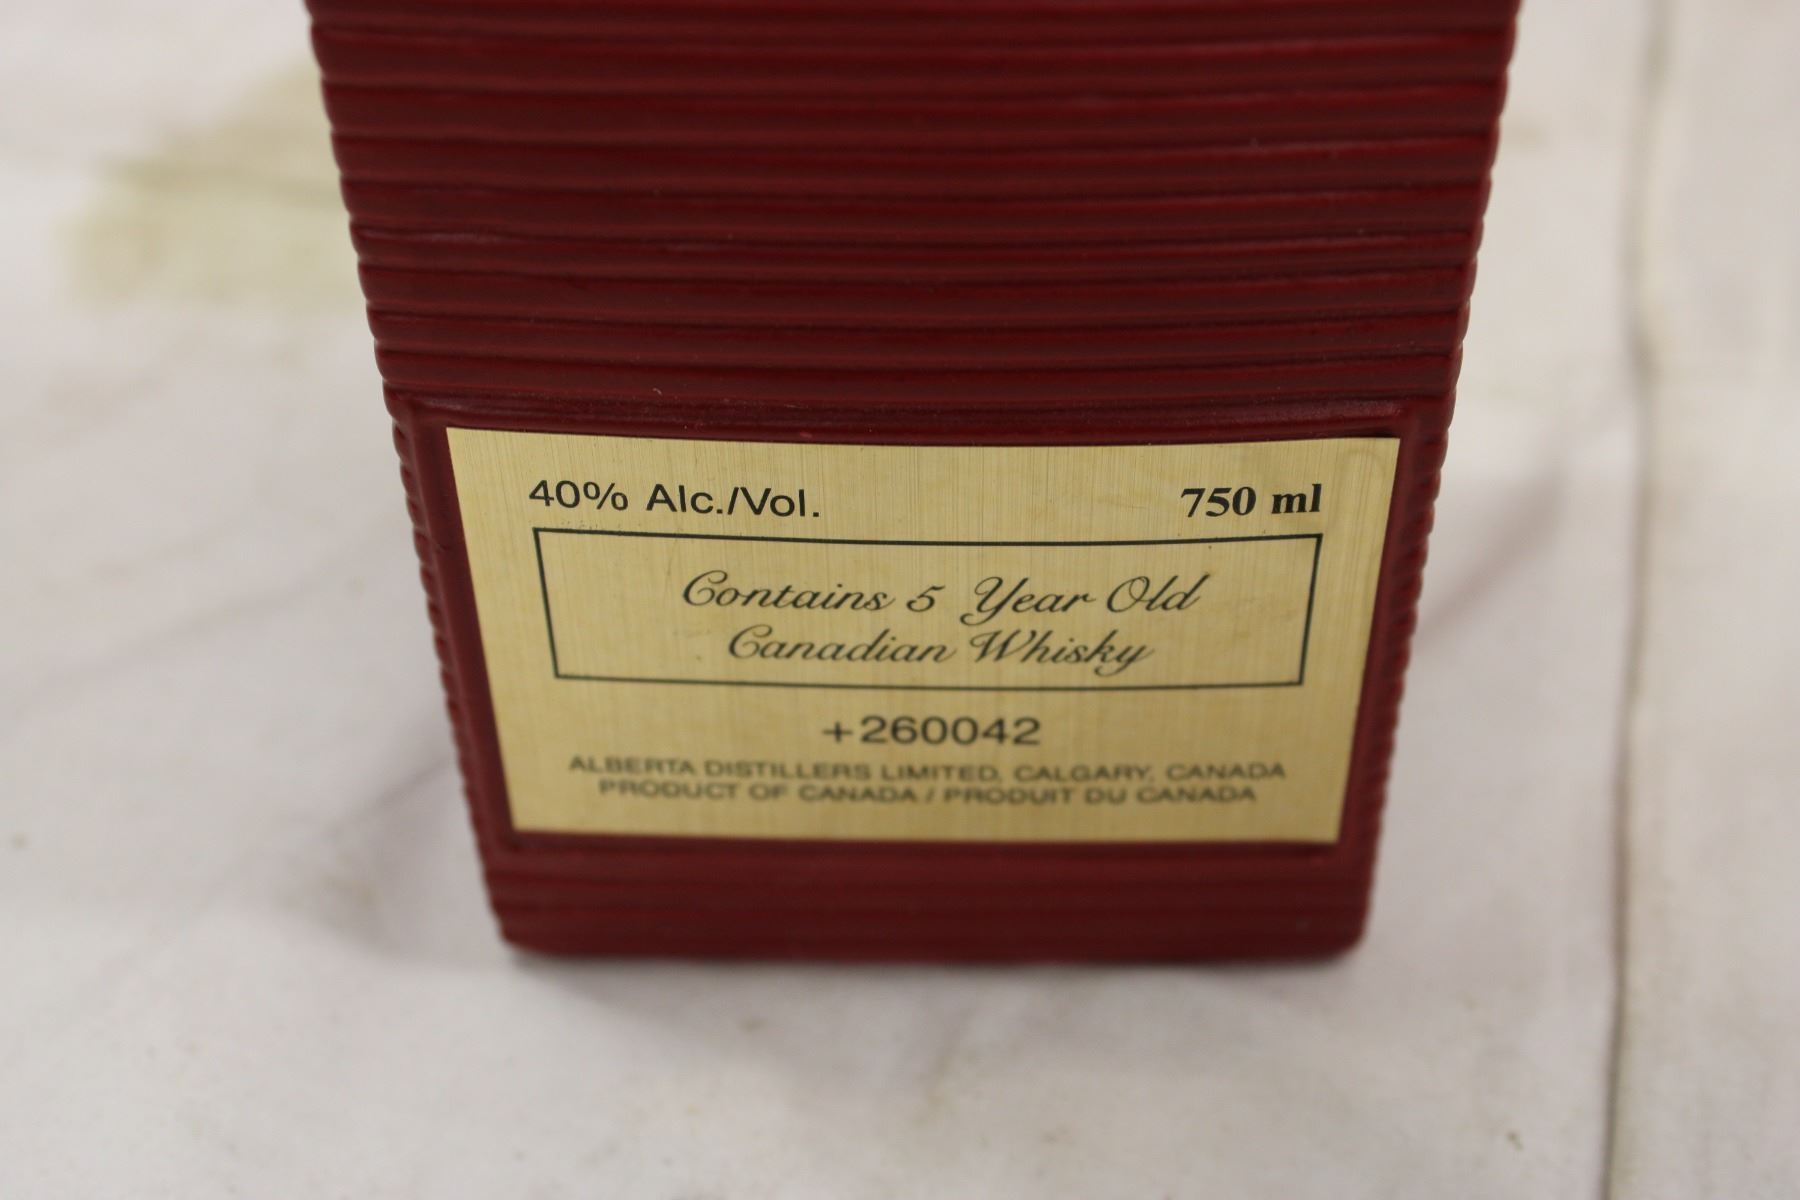 40% Alc./Vol. 750 ml
Contains 5 Year Old
Canadian Whisky
+260042
ALBERTA DISTILLERS LIMITED, CALGARY, CANADA
PRODUCT OF CANADA / PRODUIT DU CANADA